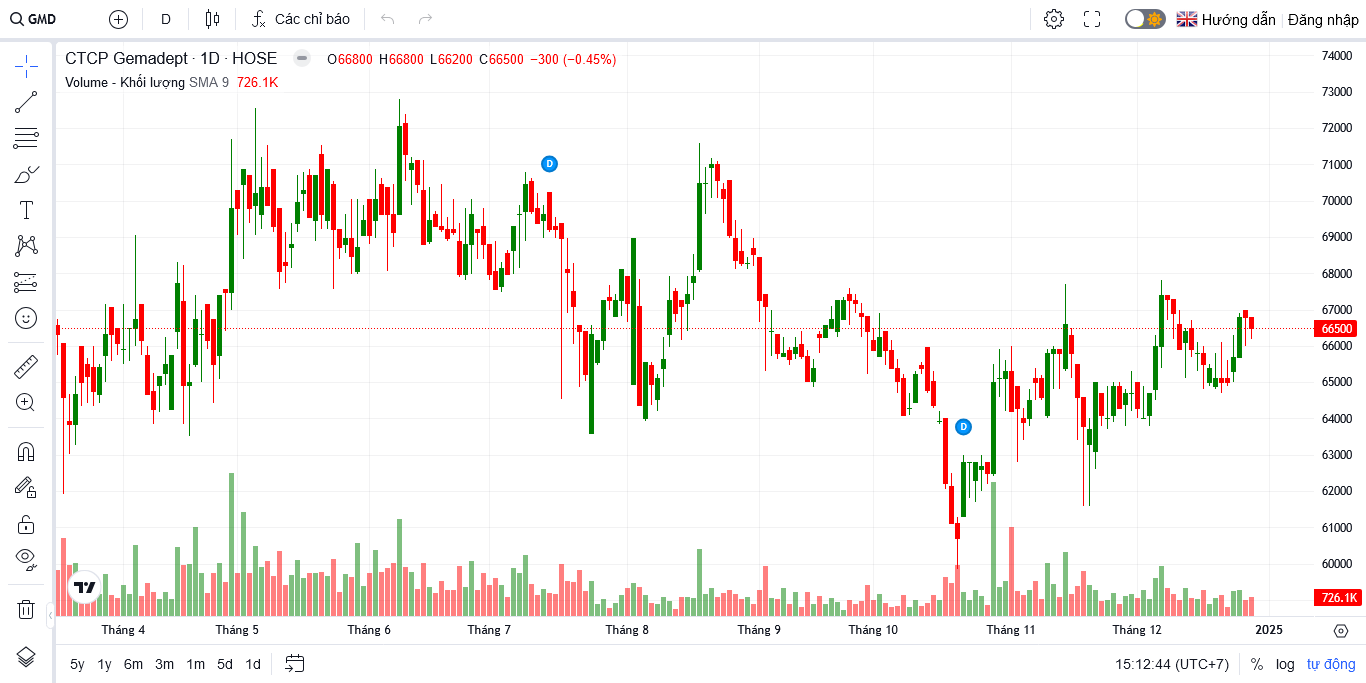 GMD D Các chỉ báo Hướng dẫn Đăng nhập
CTCP Gemadept · 1D · HOSE O66800 H66800 L66200 C66500 −300 (−0.45%)
Volume - Khối lượng SMA 9 726.1K
74000
73000
72000
71000
70000
69000
68000
67000
66500
66000
65000
64000
63000
62000
61000
60000
726.1K
D
D
Tháng 4 Tháng 5 Tháng 6 Tháng 7 Tháng 8 Tháng 9 Tháng 10 Tháng 11 Tháng 12 2025
5y 1y 6m 3m 1m 5d 1d 15:12:44 (UTC+7) % log tự động